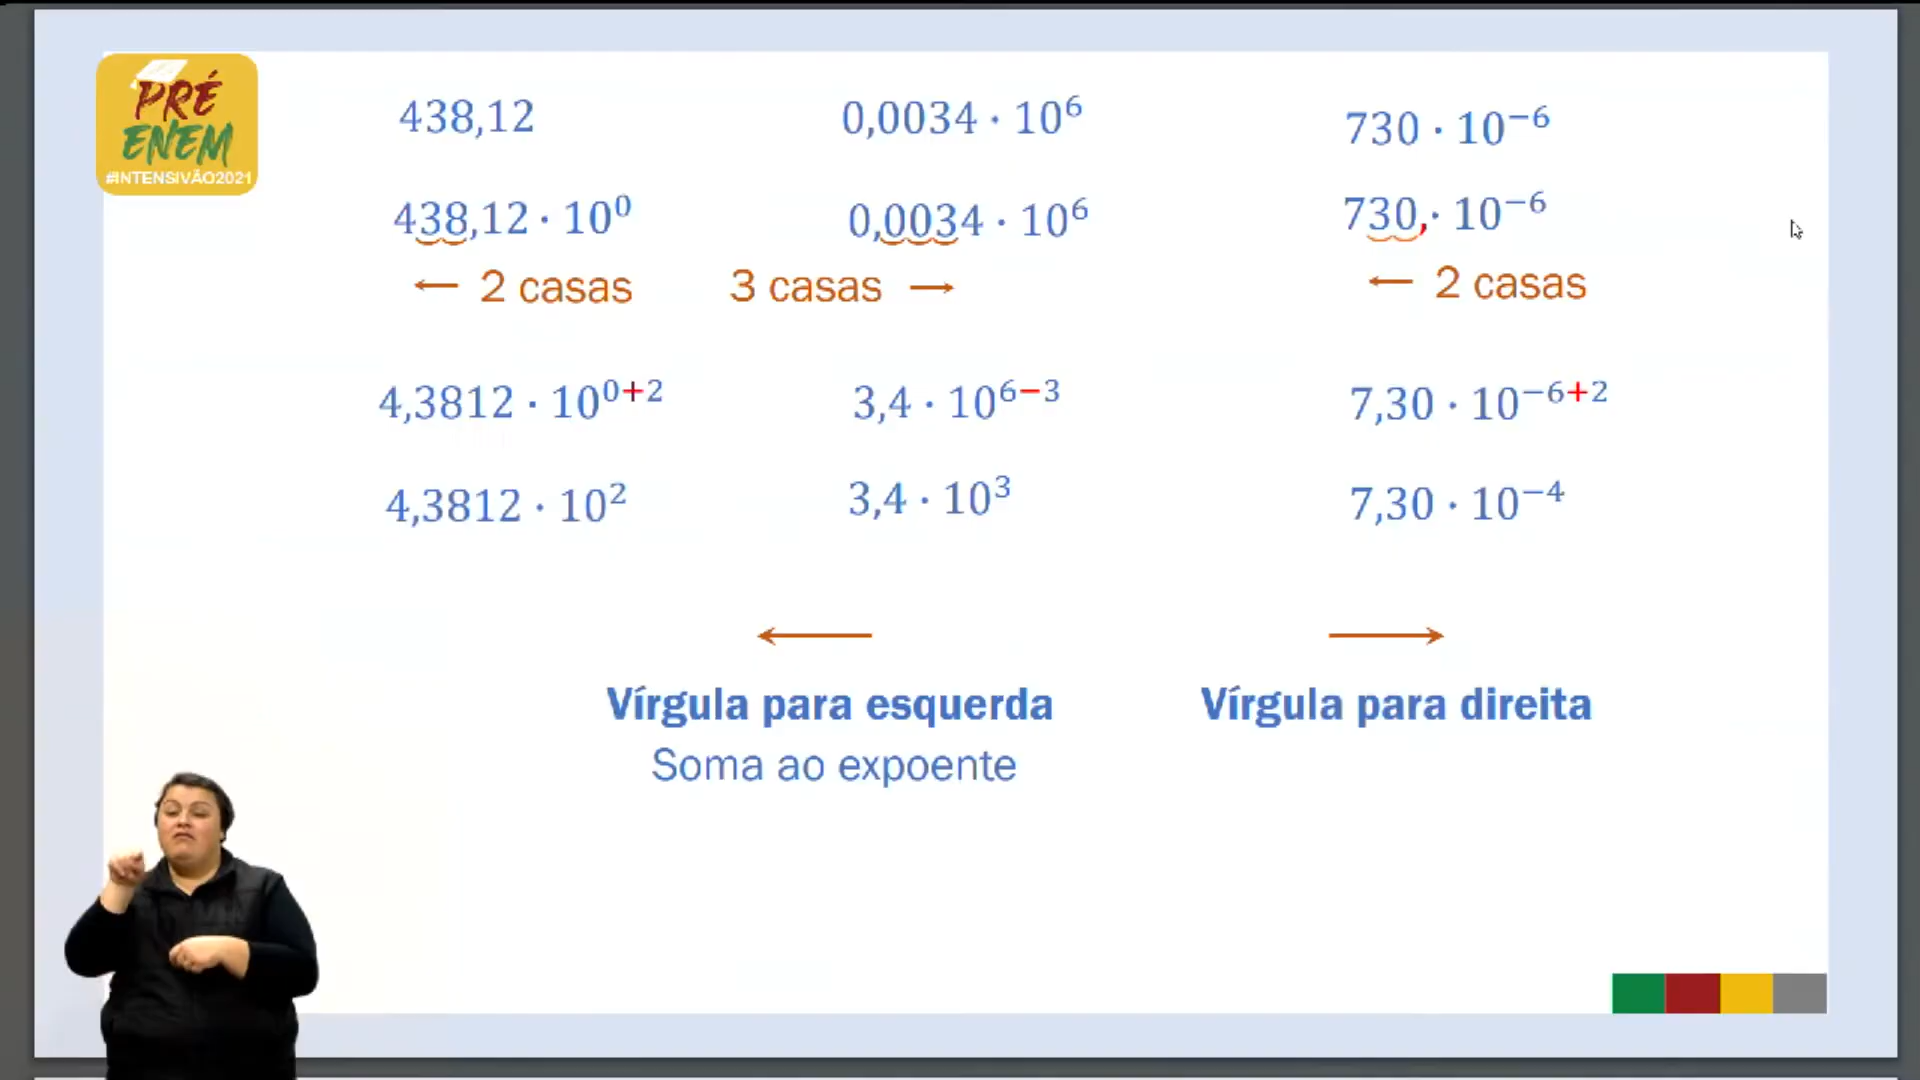 PRÉ
ENEM
#INTENSIVÃO2021
438,12
0,0034 · 10⁶
730 · 10⁻⁶
438,12 · 10⁰
0,0034 · 10⁶
730,· 10⁻⁶
← 2 casas
3 casas →
← 2 casas
4,3812 · 10⁰⁺²
3,4 · 10⁶⁻³
7,30 · 10⁻⁶⁺²
4,3812 · 10²
3,4 · 10³
7,30 · 10⁻⁴
Vírgula para esquerda
Vírgula para direita
Soma ao expoente